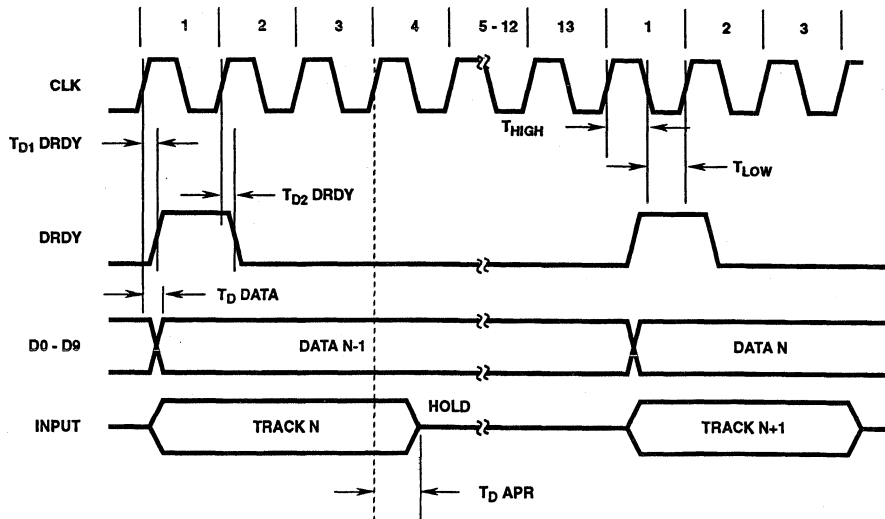 1 2 3 4 5 - 12 13 1 2 3
CLK
THIGH
TD1 DRDY
TLOW
TD2 DRDY
DRDY
TD DATA
D0 - D9 DATA N-1 DATA N
HOLD
INPUT TRACK N TRACK N+1
TD APR